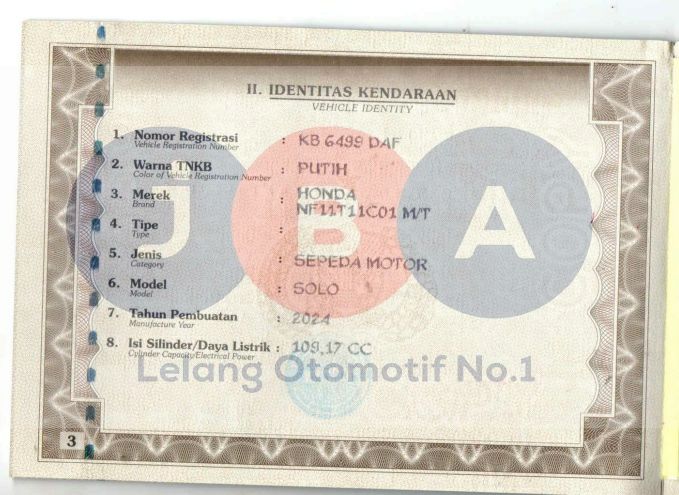 II. IDENTITAS KENDARAAN
VEHICLE IDENTITY
1. Nomor Registrasi : KB 6499 DAF
Vehicle Registration Number
2. Warna TNKB : PUTIH
Color of Vehicle Registration Number
3. Merek : HONDA
Brand
NF11T11C01 M/T
4. Tipe :
Type
5. Jenis : SEPEDA MOTOR
Category
6. Model : SOLO
Model
7. Tahun Pembuatan : 2024
Manufacture Year
8. Isi Silinder/Daya Listrik : 109,17 CC
Cylinder Capacity/Electrical Power
JBA
Lelang Otomotif No.1
3